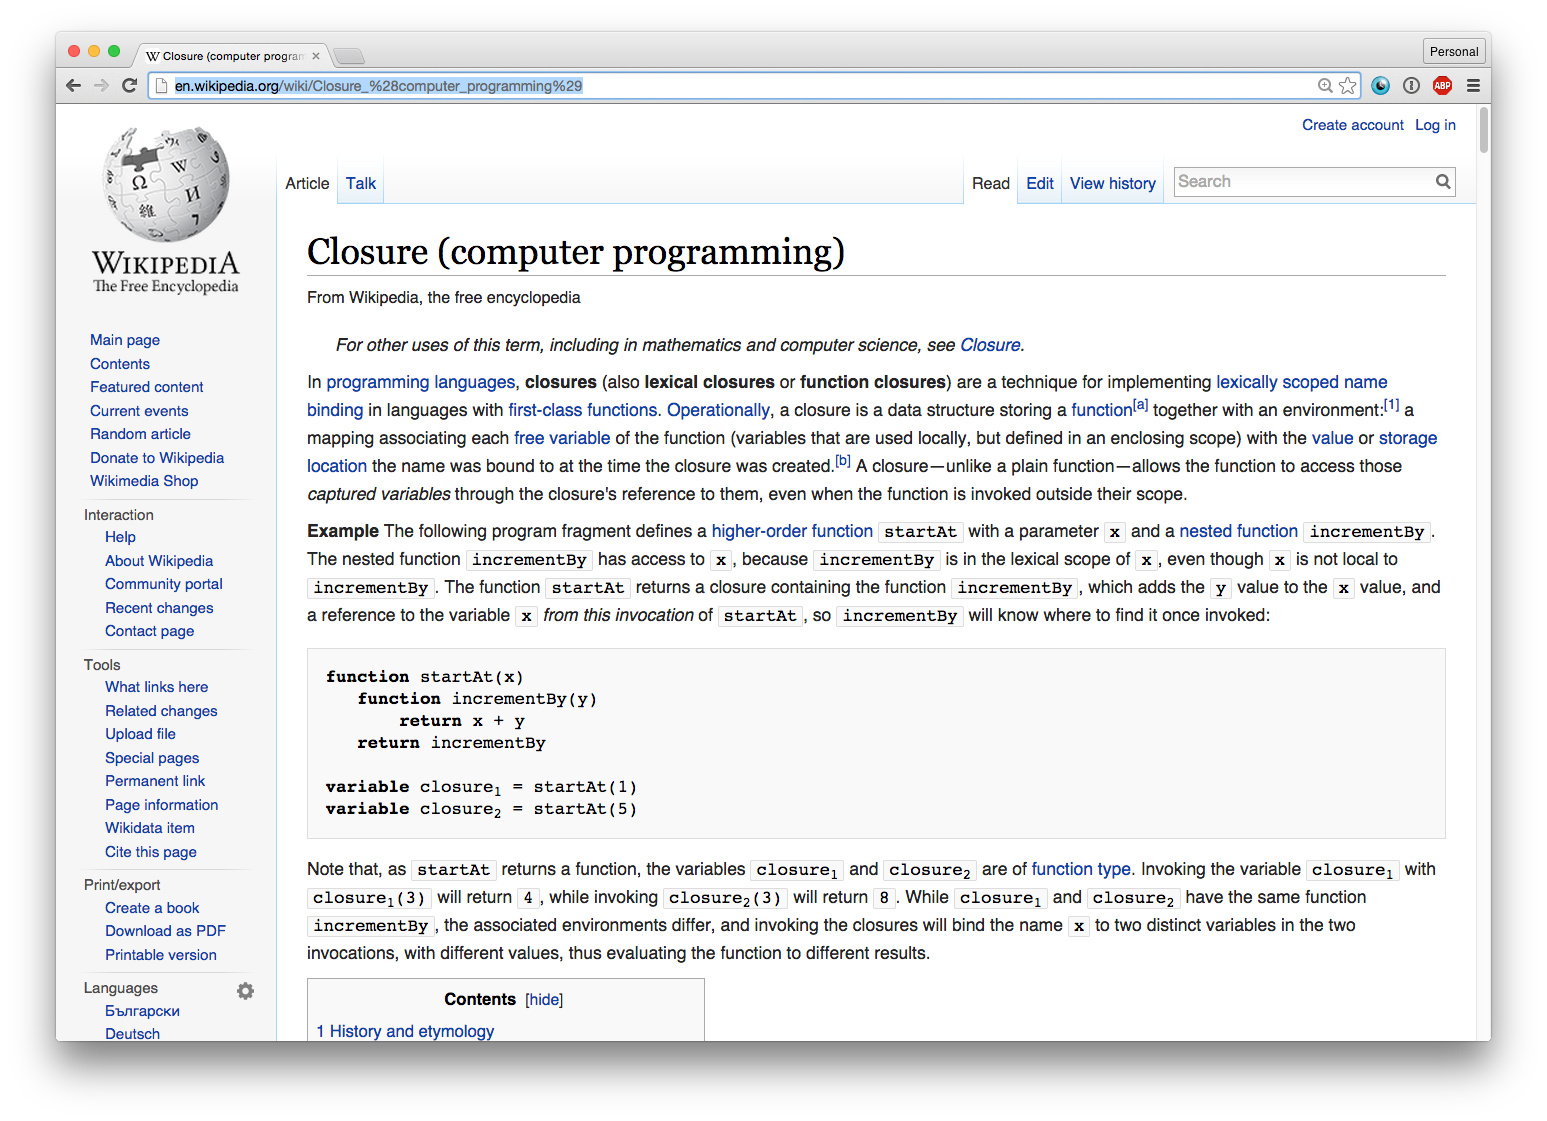 Closure (computer program
Personal
en.wikipedia.org/wiki/Closure_%28computer_programming%29
ABP
Create account Log in
Article Talk
Read Edit View history
Search
WIKIPEDIA
The Free Encyclopedia
Main page
Contents
Featured content
Current events
Random article
Donate to Wikipedia
Wikimedia Shop
Interaction
Help
About Wikipedia
Community portal
Recent changes
Contact page
Tools
What links here
Related changes
Upload file
Special pages
Permanent link
Page information
Wikidata item
Cite this page
Print/export
Create a book
Download as PDF
Printable version
Languages
Български
Deutsch
Closure (computer programming)
From Wikipedia, the free encyclopedia
For other uses of this term, including in mathematics and computer science, see Closure.
In programming languages, closures (also lexical closures or function closures) are a technique for implementing lexically scoped name
binding in languages with first-class functions. Operationally, a closure is a data structure storing a function[a] together with an environment:[1] a
mapping associating each free variable of the function (variables that are used locally, but defined in an enclosing scope) with the value or storage
location the name was bound to at the time the closure was created.[b] A closure—unlike a plain function—allows the function to access those
captured variables through the closure's reference to them, even when the function is invoked outside their scope.
Example The following program fragment defines a higher-order function startAt with a parameter x and a nested function incrementBy.
The nested function incrementBy has access to x, because incrementBy is in the lexical scope of x, even though x is not local to
incrementBy. The function startAt returns a closure containing the function incrementBy, which adds the y value to the x value, and
a reference to the variable x from this invocation of startAt, so incrementBy will know where to find it once invoked:
function startAt(x)
function incrementBy(y)
return x + y
return incrementBy
variable closure1 = startAt(1)
variable closure2 = startAt(5)
Note that, as startAt returns a function, the variables closure1 and closure2 are of function type. Invoking the variable closure1 with
closure1(3) will return 4, while invoking closure2(3) will return 8. While closure1 and closure2 have the same function
incrementBy, the associated environments differ, and invoking the closures will bind the name x to two distinct variables in the two
invocations, with different values, thus evaluating the function to different results.
Contents [hide]
1 History and etymology